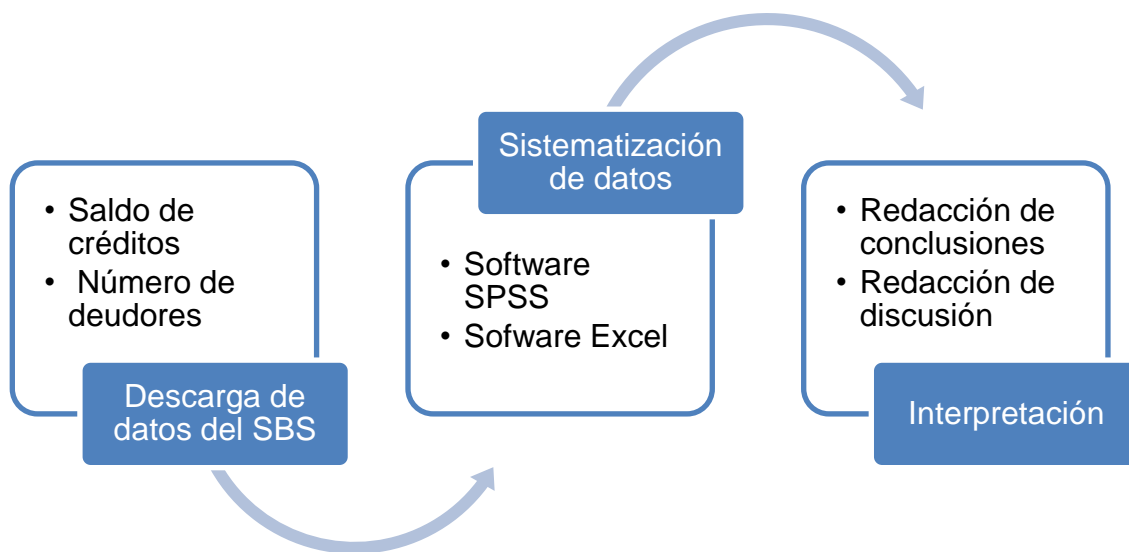 • Saldo de
créditos
• Número de
deudores
Descarga de
datos del SBS
Sistematización
de datos
• Software
SPSS
• Sofware Excel
• Redacción de
conclusiones
• Redacción de
discusión
Interpretación